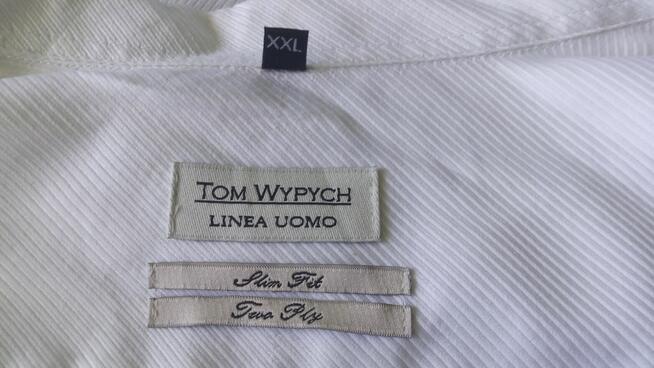 XXL
TOM WYPYCH
LINEA UOMO
Slim Fit
Two Ply